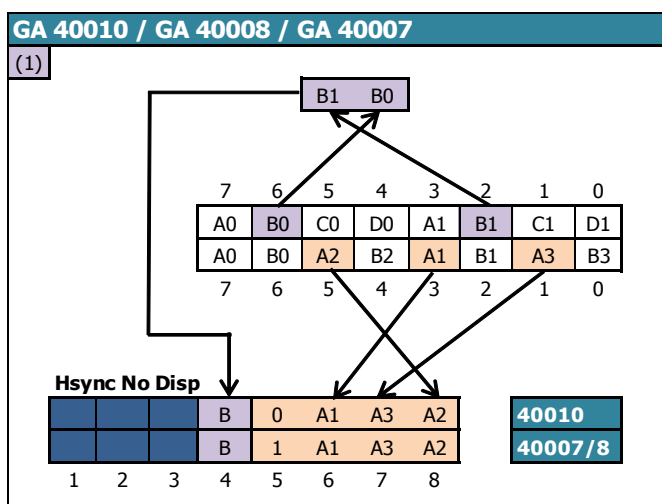 GA 40010 / GA 40008 / GA 40007
(1)
B1 B0
7 6 5 4 3 2 1 0
A0 B0 C0 D0 A1 B1 C1 D1
A0 B0 A2 B2 A1 B1 A3 B3
7 6 5 4 3 2 1 0
Hsync No Disp
B 0 A1 A3 A2 40010
B 1 A1 A3 A2 40007/8
1 2 3 4 5 6 7 8